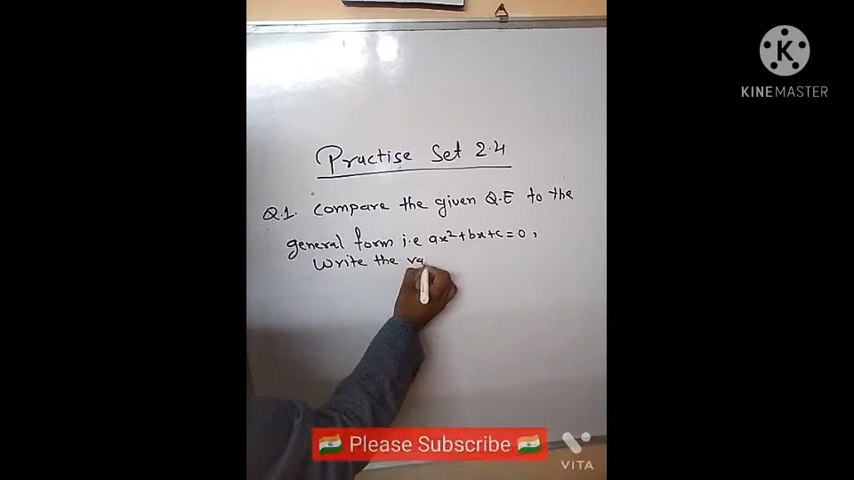 K
KINEMASTER
Practise Set 2.4
Q.1. Compare the given Q.E to the
general form i.e ax²+bx+c=0,
Write the va
Please Subscribe
VITA